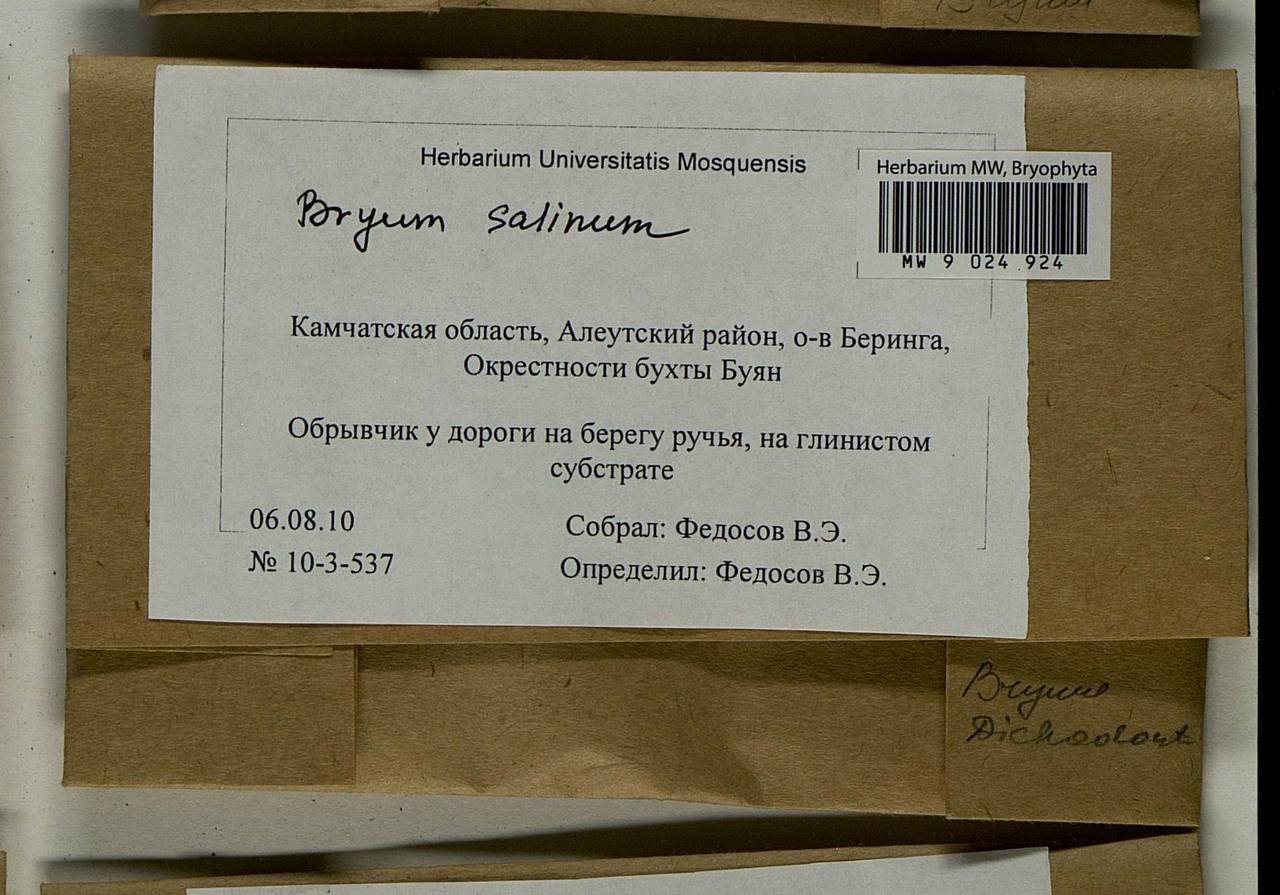 Bryum
Herbarium Universitatis Mosquensis
Herbarium MW, Bryophyta
MW 9 024 924
Bryum salinum
Камчатская область, Алеутский район, о-в Беринга,
Окрестности бухты Буян
Обрывчик у дороги на берегу ручья, на глинистом
субстрате
06.08.10
Собрал: Федосов В.Э.
№ 10-3-537
Определил: Федосов В.Э.
Bryum
Dichodont